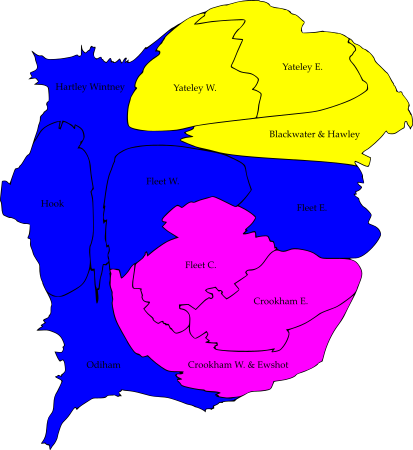 Yateley E.
Hartley Wintney
Yateley W.
Blackwater & Hawley
Fleet W.
Hook
Fleet E.
Fleet C.
Crookham E.
Odiham
Crookham W. & Ewshot